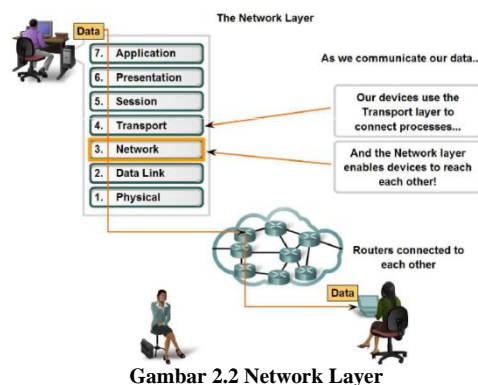 The Network Layer
Data
7. Application
6. Presentation
5. Session
4. Transport
3. Network
2. Data Link
1. Physical
As we communicate our data...
Our devices use the
Transport layer to
connect processes...
And the Network layer
enables devices to reach
each other!
Routers connected to
each other
Data
Gambar 2.2 Network Layer